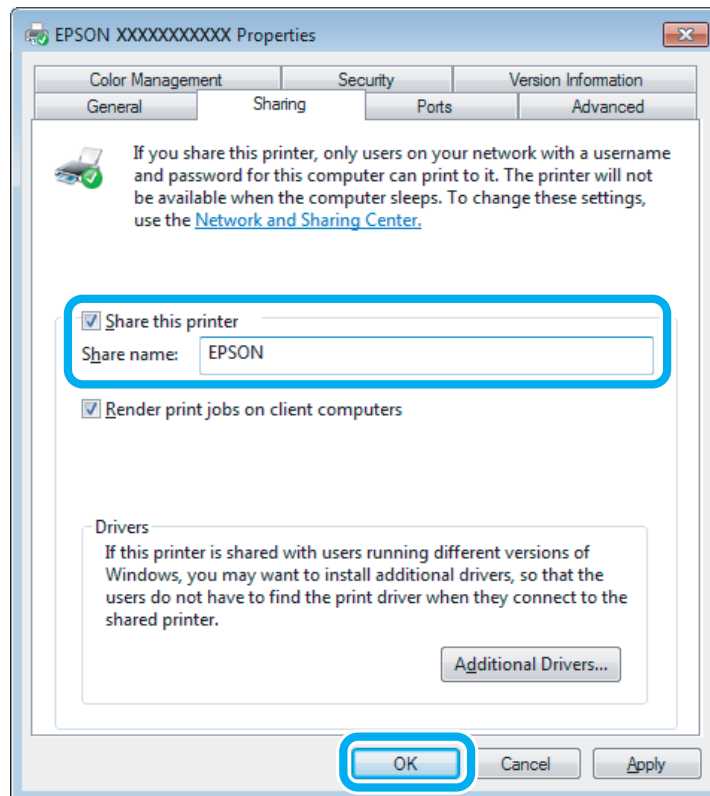 EPSON XXXXXXXXXXX Properties
Color Management Security Version Information
General Sharing Ports Advanced
If you share this printer, only users on your network with a username
and password for this computer can print to it. The printer will not
be available when the computer sleeps. To change these settings,
use the Network and Sharing Center.
Share this printer
Share name: EPSON
Render print jobs on client computers
Drivers
If this printer is shared with users running different versions of
Windows, you may want to install additional drivers, so that the
users do not have to find the print driver when they connect to the
shared printer.
Additional Drivers...
OK Cancel Apply